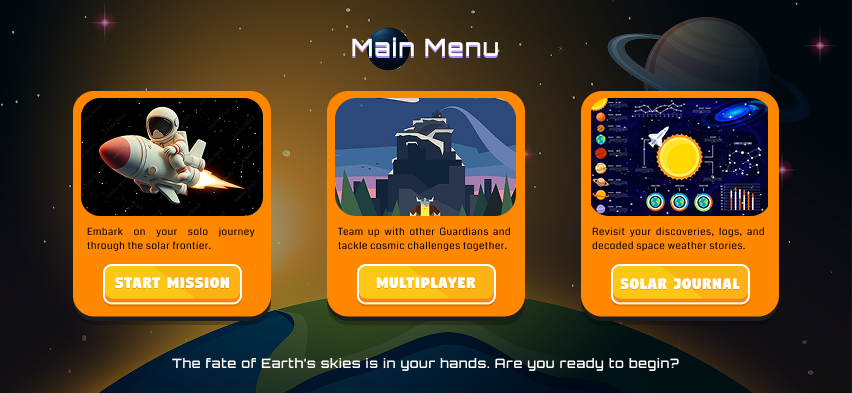 Main Menu
Embark on your solo journey
through the solar frontier.
START MISSION
Team up with other Guardians and
tackle cosmic challenges together.
MULTIPLAYER
Revisit your discoveries, logs, and
decoded space weather stories.
SOLAR JOURNAL
The fate of Earth's skies is in your hands. Are you ready to begin?